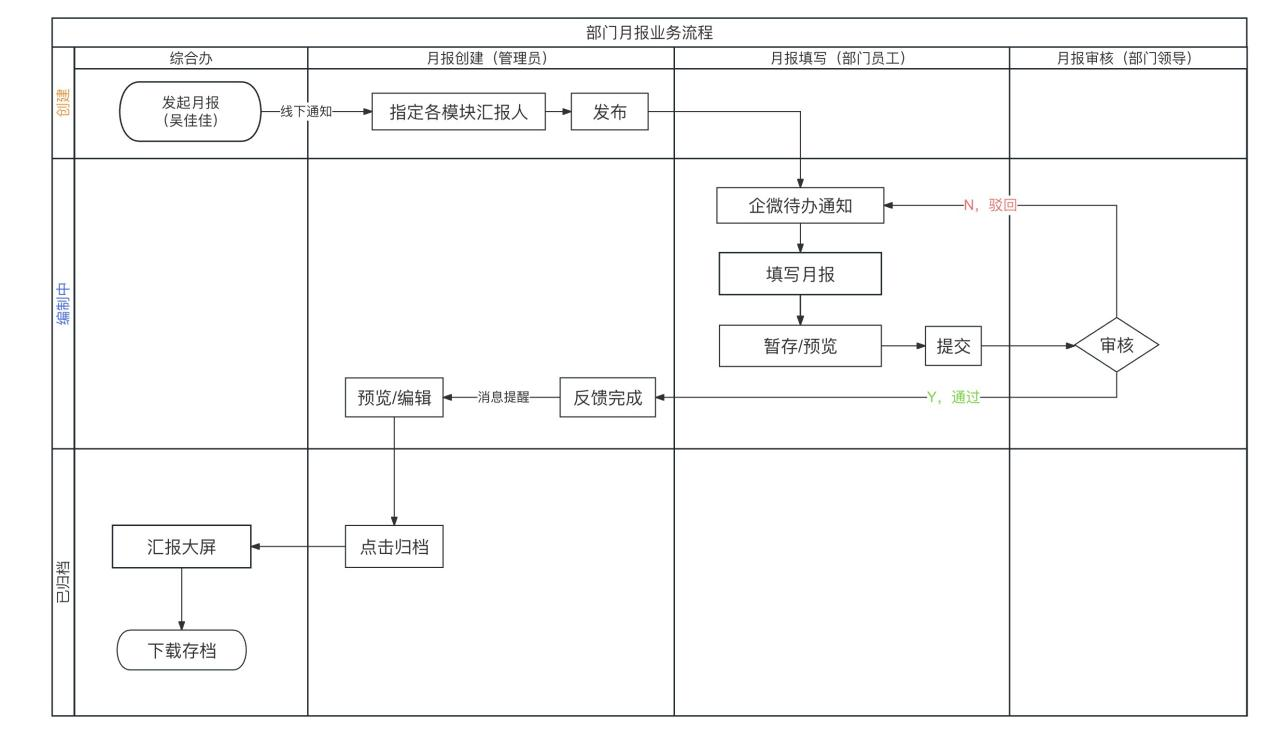 部门月报业务流程
综合办
月报创建（管理员）
月报填写（部门员工）
月报审核（部门领导）
创建
发起月报
（吴佳佳）
线下通知
指定各模块汇报人
发布
编制中
企微待办通知
N，驳回
填写月报
暂存/预览
提交
审核
预览/编辑
消息提醒
反馈完成
Y，通过
已归档
汇报大屏
点击归档
下载存档